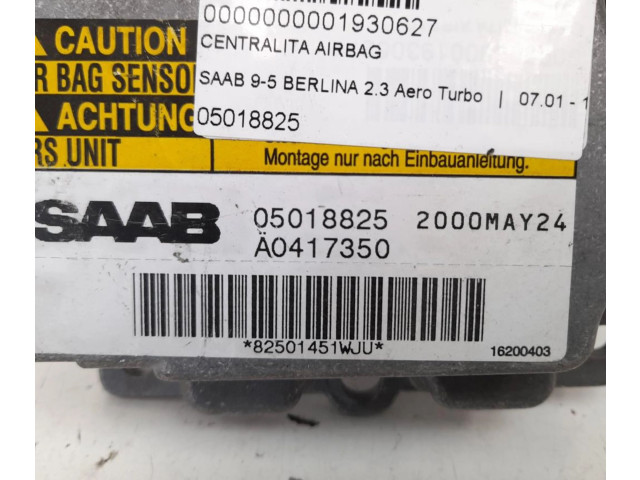 0000000001930627
CENTRALITA AIRBAG
SAAB 9-5 BERLINA 2.3 Aero Turbo | 07.01 - 1
05018825
CAUTION
R BAG SENSO
ACHTUNG
RS UNIT
Montage nur nach Einbauanleitung.
SAAB 05018825 2000MAY24
Ä0417350
*82501451WJU*
16200403